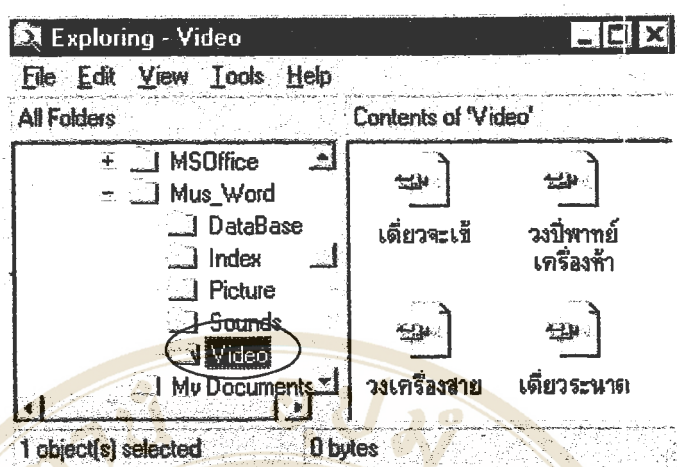 Exploring - Video
File Edit View Tools Help
All Folders
Contents of 'Video'
MSOffice
Mus_Word
DataBase
Index
Picture
Sounds
Video
My Documents
เดี่ยวจะเข้
วงปี่พาทย์
เครื่องห้า
วงเครื่องสาย
เดี่ยวระนาด
1 object(s) selected
0 bytes